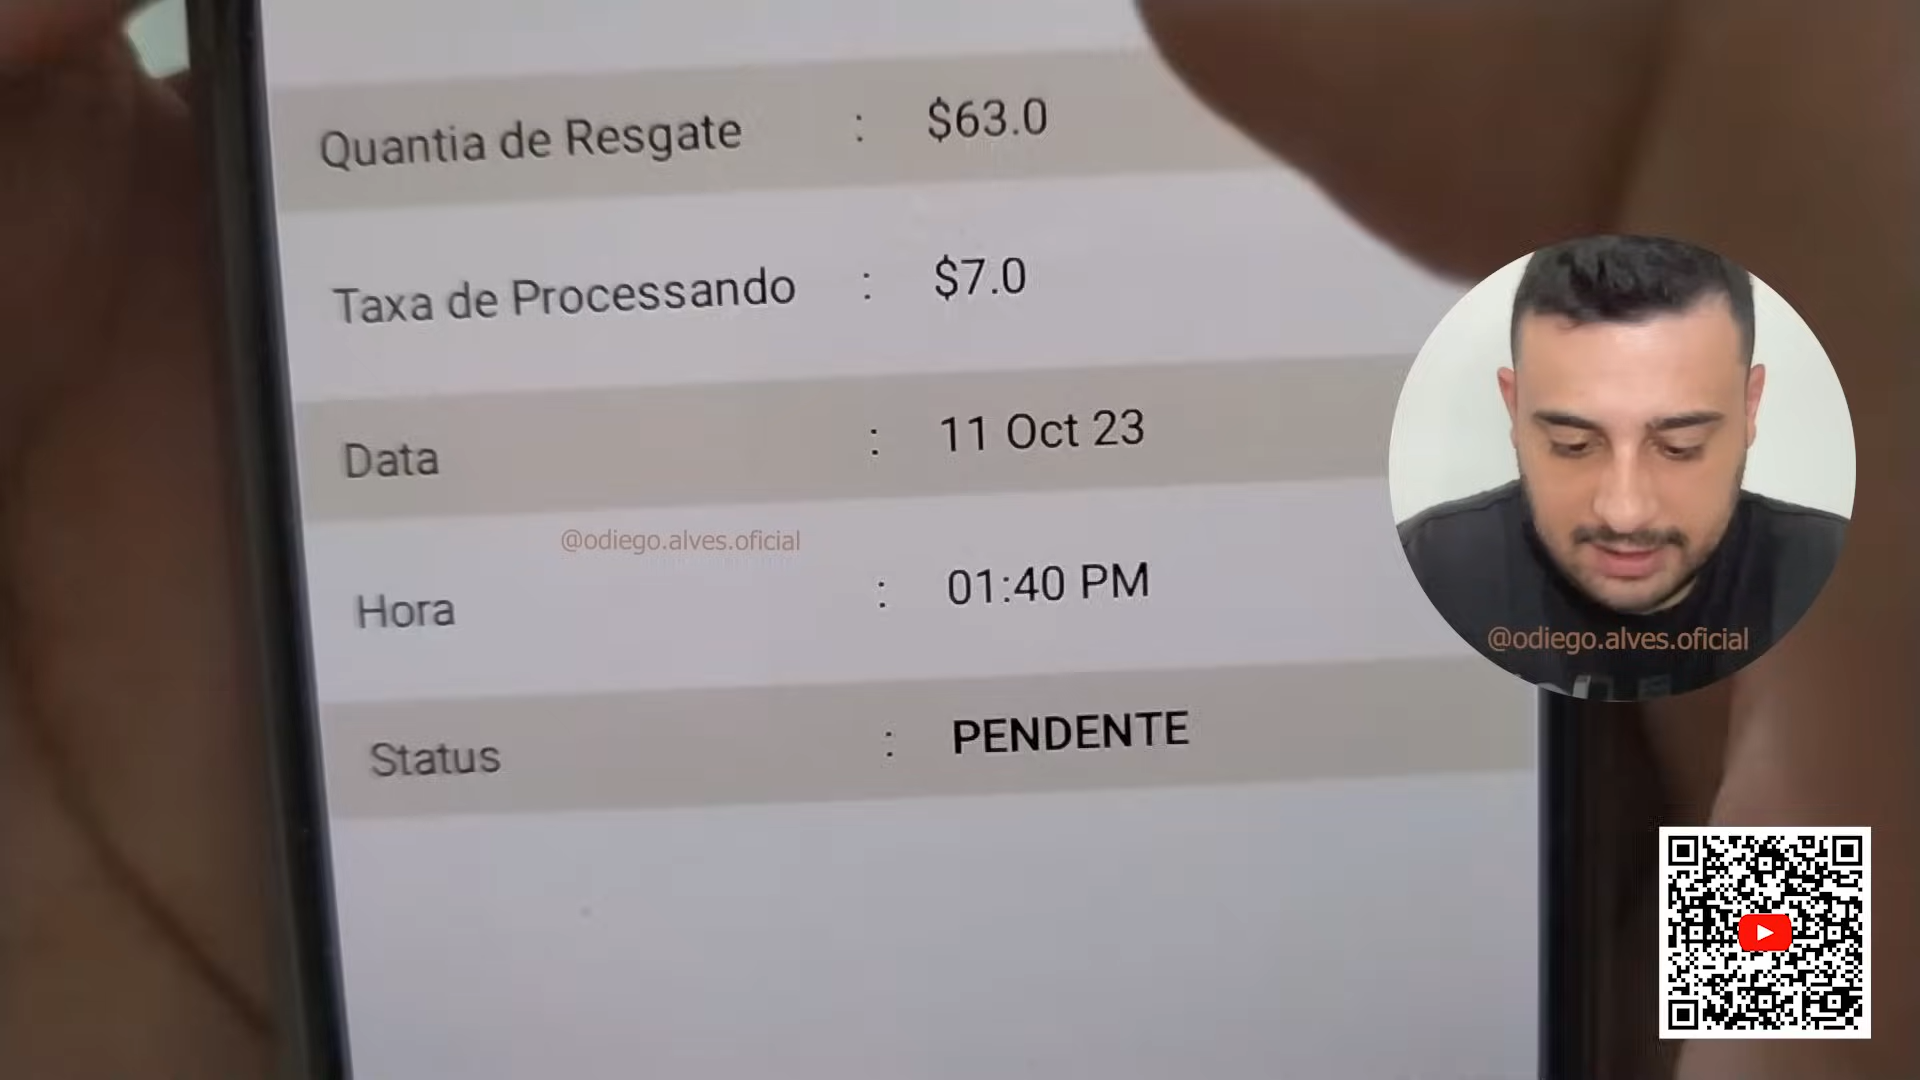 Quantia de Resgate : $63.0
Taxa de Processando : $7.0
Data : 11 Oct 23
@odiego.alves.oficial
Hora : 01:40 PM
@odiego.alves.oficial
Status : PENDENTE